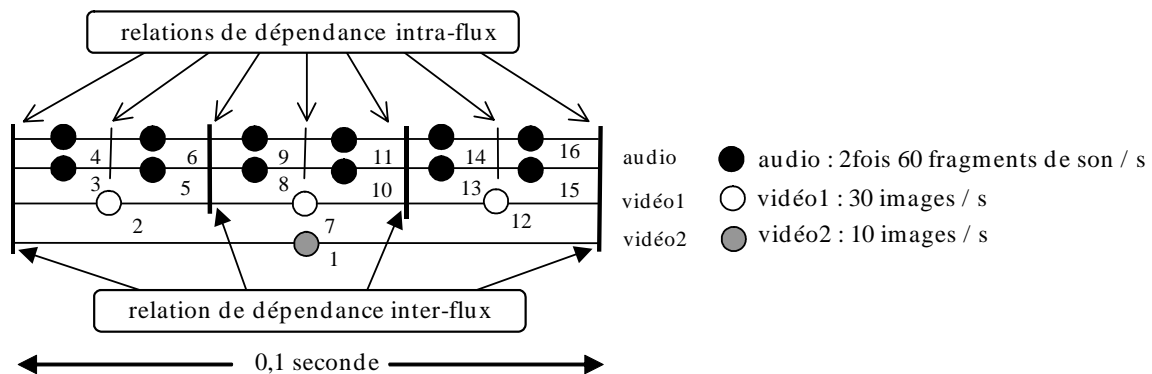 relations de dépendance intra-flux
4 6 9 11 14 16
3 5 8 10 13 15
2 7 12
1
audio
vidéo1
vidéo2
audio : 2fois 60 fragments de son / s
vidéo1 : 30 images / s
vidéo2 : 10 images / s
relation de dépendance inter-flux
0,1 seconde